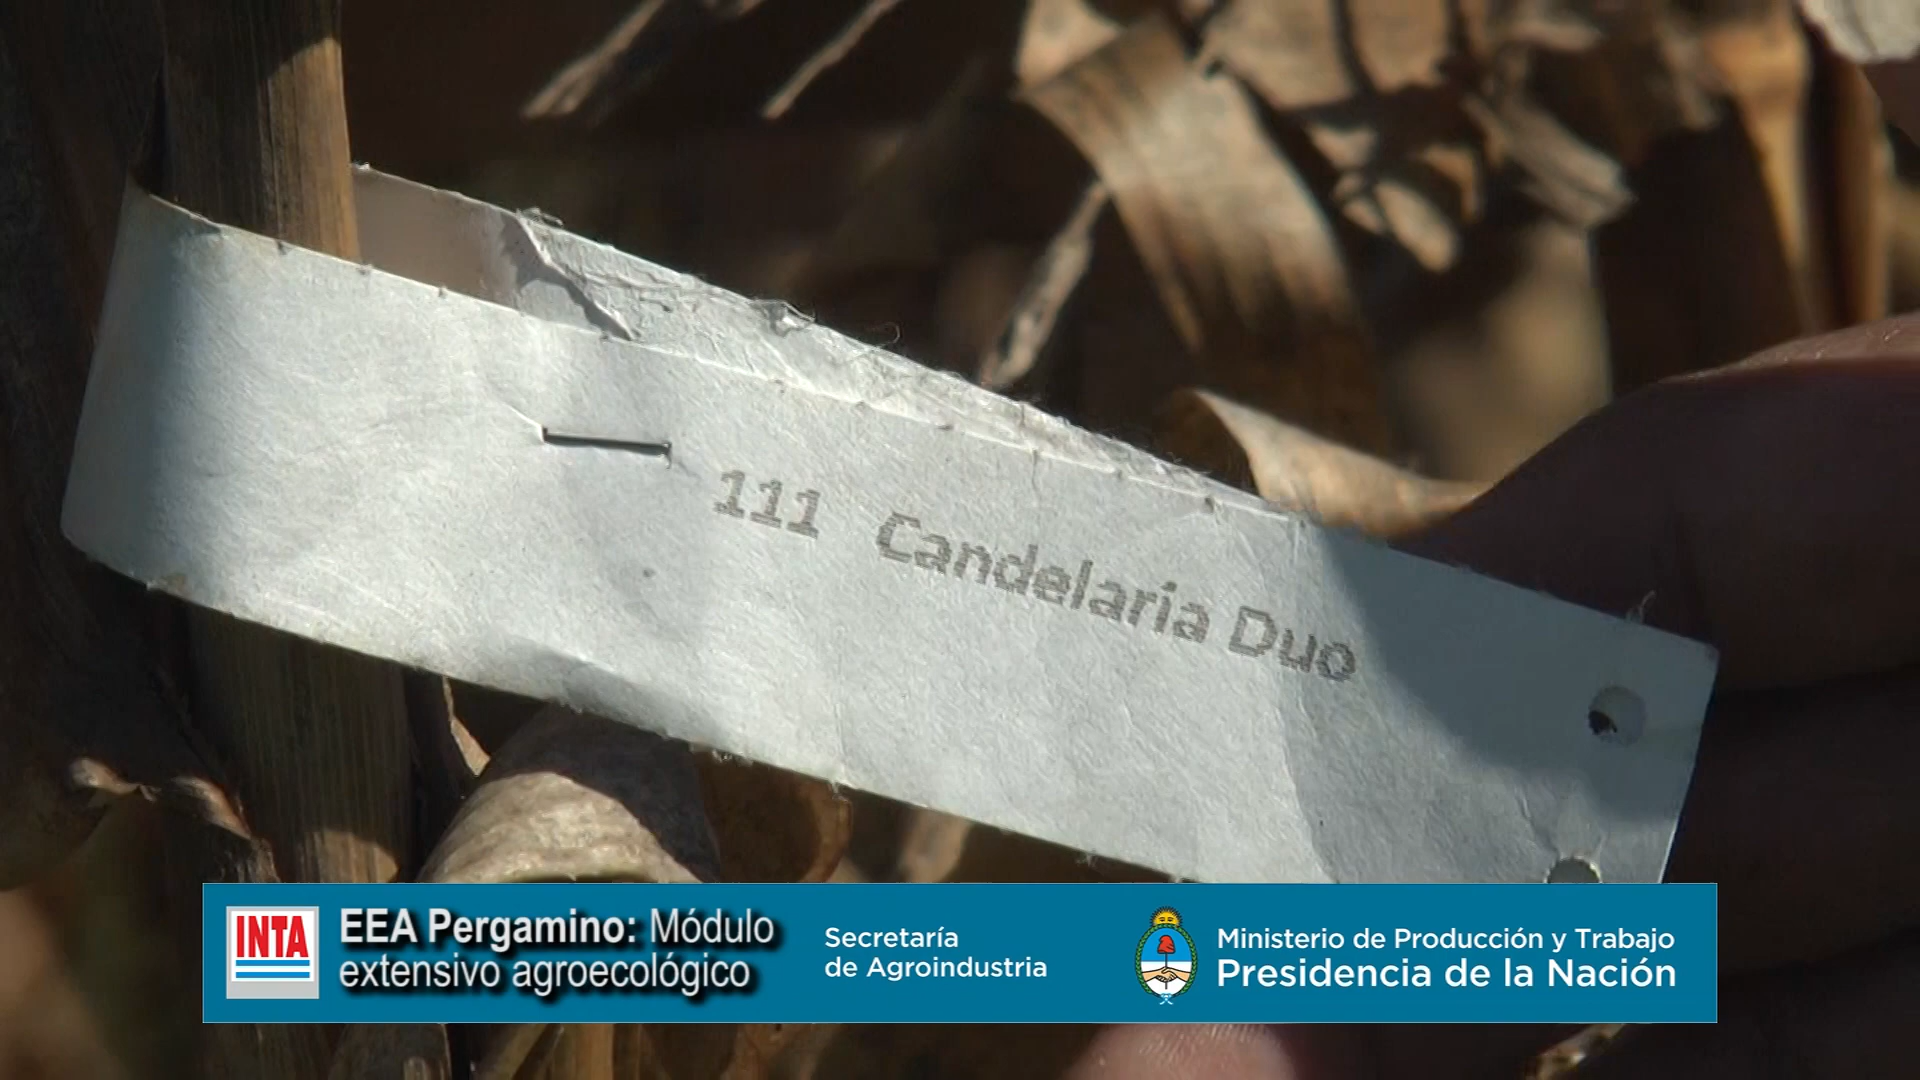 111 Candelaria Duo
INTA
EEA Pergamino: Módulo
extensivo agroecológico
Secretaría
de Agroindustria
Ministerio de Producción y Trabajo
Presidencia de la Nación